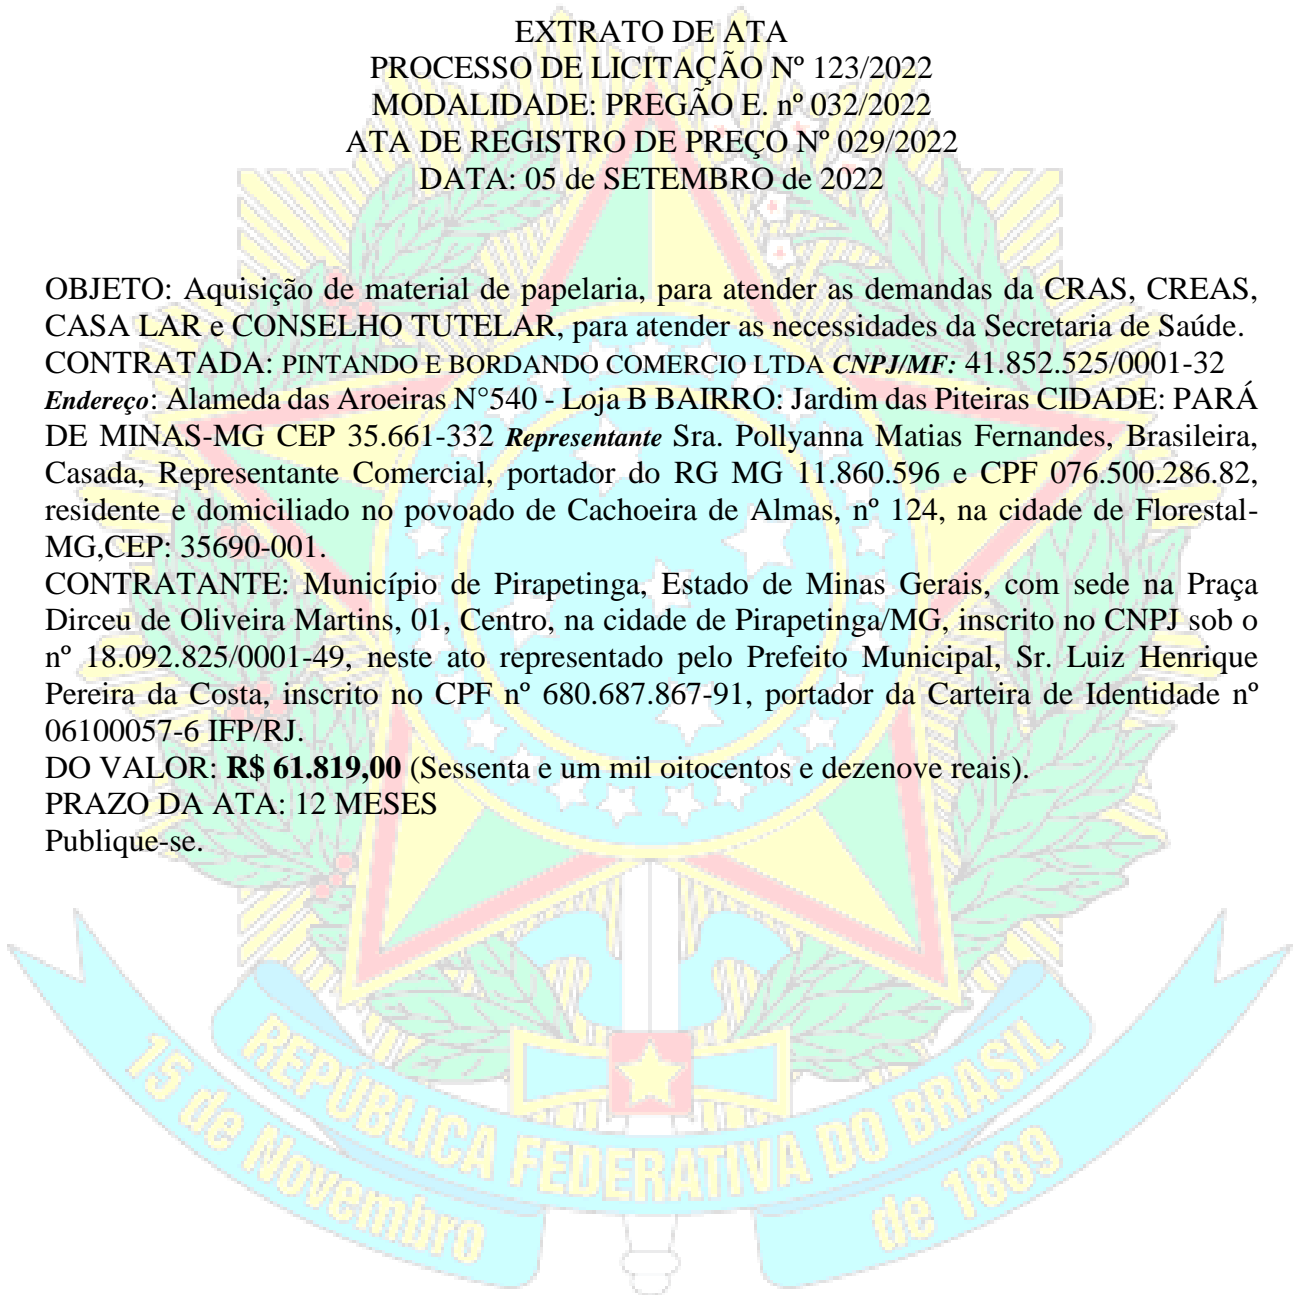 EXTRATO DE ATA
PROCESSO DE LICITAÇÃO Nº 123/2022
MODALIDADE: PREGÃO E. nº 032/2022
ATA DE REGISTRO DE PREÇO Nº 029/2022
DATA: 05 de SETEMBRO de 2022
OBJETO: Aquisição de material de papelaria, para atender as demandas da CRAS, CREAS,
CASA LAR e CONSELHO TUTELAR, para atender as necessidades da Secretaria de Saúde.
CONTRATADA: PINTANDO E BORDANDO COMERCIO LTDA CNPJ/MF: 41.852.525/0001-32
Endereço: Alameda das Aroeiras N°540 - Loja B BAIRRO: Jardim das Piteiras CIDADE: PARÁ
DE MINAS-MG CEP 35.661-332 Representante Sra. Pollyanna Matias Fernandes, Brasileira,
Casada, Representante Comercial, portador do RG MG 11.860.596 e CPF 076.500.286.82,
residente e domiciliado no povoado de Cachoeira de Almas, nº 124, na cidade de Florestal-
MG,CEP: 35690-001.
CONTRATANTE: Município de Pirapetinga, Estado de Minas Gerais, com sede na Praça
Dirceu de Oliveira Martins, 01, Centro, na cidade de Pirapetinga/MG, inscrito no CNPJ sob o
nº 18.092.825/0001-49, neste ato representado pelo Prefeito Municipal, Sr. Luiz Henrique
Pereira da Costa, inscrito no CPF nº 680.687.867-91, portador da Carteira de Identidade nº
06100057-6 IFP/RJ.
DO VALOR: R$ 61.819,00 (Sessenta e um mil oitocentos e dezenove reais).
PRAZO DA ATA: 12 MESES
Publique-se.
REPÚBLICA FEDERATIVA DO BRASIL
15 de Novembro de 1889